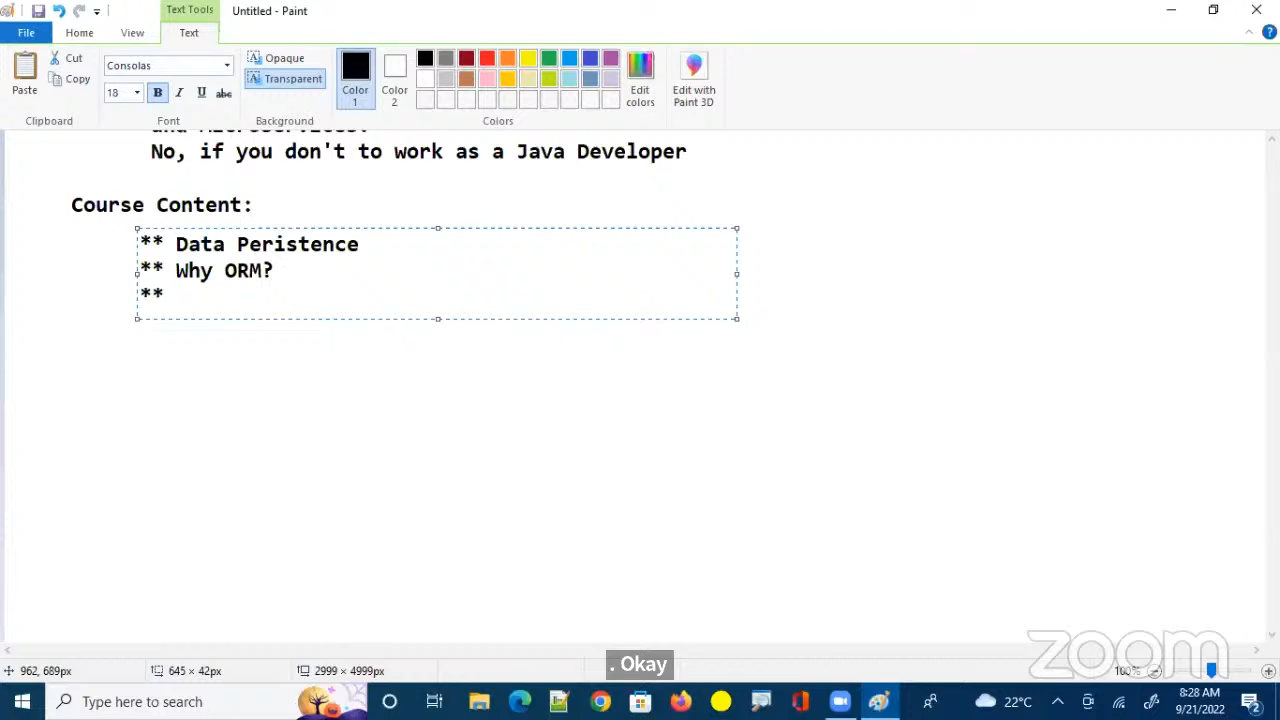 Text Tools
Untitled - Paint
File
Home
View
Text
Paste
Cut
Copy
Consolas
18
B
I
U
abc
Opaque
Transparent
Color 1
Color 2
Edit colors
Edit with Paint 3D
Clipboard
Font
Background
Colors
and Microservices.
No, if you don't to work as a Java Developer
Course Content:
** Data Peristence
** Why ORM?
**
962, 689px
645 × 42px
2999 × 4999px
100%
. Okay
zoom
Type here to search
22°C
8:28 AM
9/21/2022
2